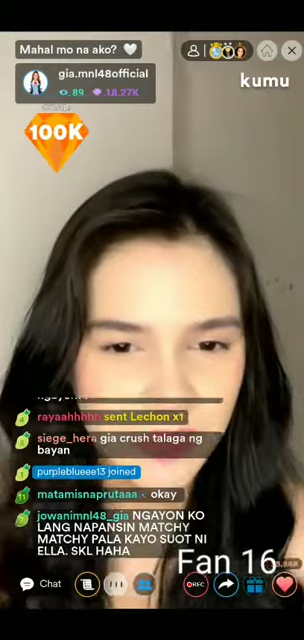 Mahal mo na ako? 🤍
gia.mnl48official
89 18.27K
kumu
100K
rayaahhhhh sent Lechon x1
siege_hera gia crush talaga ng
bayan
purpleblueee13 joined
matamisnaprutaaa okay
jowanimnl48_gia NGAYON KO
LANG NAPANSIN MATCHY
MATCHY PALA KAYO SUOT NI
ELLA. SKL HAHA
Fan 16
Chat
REC